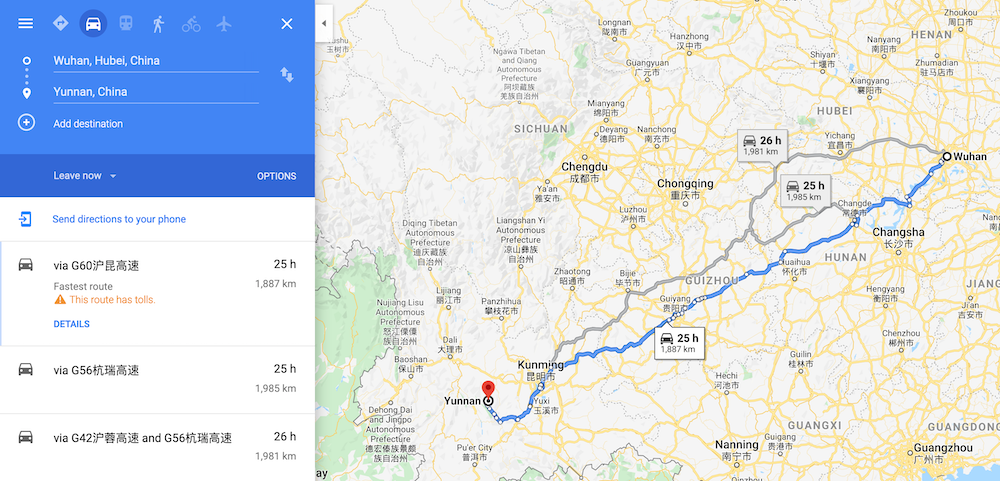 Wuhan, Hubei, China
Yunnan, China
Add destination
Leave now
OPTIONS
Send directions to your phone
via G60沪昆高速
25 h
Fastest route
1,887 km
This route has tolls.
DETAILS
via G56杭瑞高速
25 h
1,985 km
via G42沪蓉高速 and G56杭瑞高速
26 h
1,981 km
Longnan
陇南市
Hanzhong
汉中市
Shiyan
十堰市
Nanyang
南阳市
Zhoukou
周口市
HENAN
Zhumadian
驻马店市
Ngawa Tibetan
and Qiang
Autonomous
Prefecture
阿坝藏族
羌族自治州
Guangyuan
广元市
Xiangyang
襄阳市
Mianyang
绵阳市
HUBEI
SICHUAN
Deyang
德阳市
Nanchong
南充市
Yichang
宜昌市
26 h
1,981 km
Wuhan
Chengdu
成都市
Ya'an
雅安市
Chongqing
重庆市
25 h
1,985 km
Changde
常德市
Luzhou
泸州市
Diqing Tibetan
Autonomous
Prefecture
迪庆藏族
自治州
Liangshan Yi
Autonomous
Prefecture
凉山彝族
自治州
Changsha
长沙市
HUNAN
Zhaotong
昭通市
Bijie
毕节市
Huaihua
怀化市
GUIZHOU
Lijiang
丽江市
Panzhihua
攀枝花市
Guiyang
贵阳市
Hengyang
衡阳市
JIANG
Ji'an
吉安市
Nujiang Lisu
Autonomous
Prefecture
怒江傈僳
族自治州
25 h
1,887 km
Chenzhou
郴州市
Dali
大理市
Baoshan
保山市
Kunming
昆明市
Guilin
桂林市
Hechi
河池市
Yunnan
Yuxi
玉溪市
Dehong Dai
and Jingpo
Autonomous
Prefecture
德宏傣族景颇
族自治州
GUANGXI
GUANGDONG
Pu'er City
普洱市
Nanning
南宁市
Guigang
贵港市
Guangzhou
广州市
ay